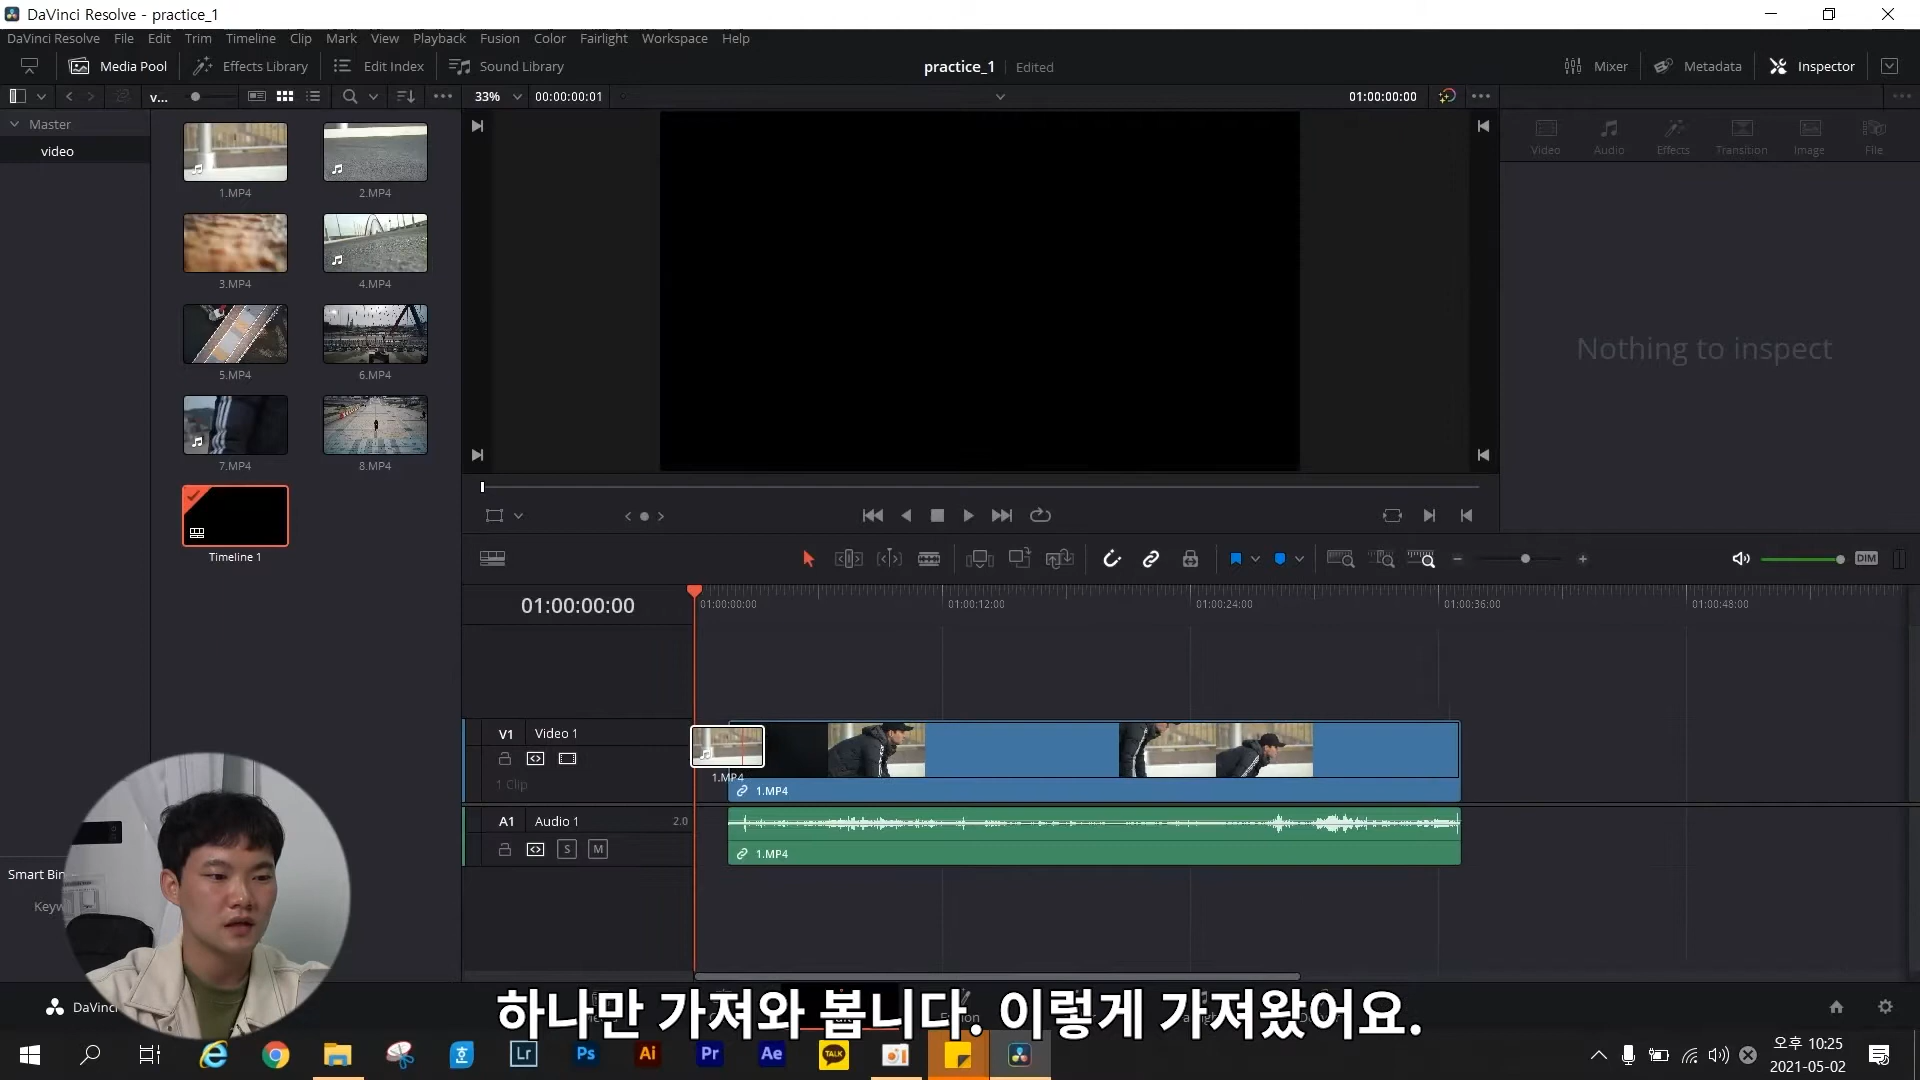 DaVinci Resolve - practice_1
DaVinci Resolve File Edit Trim Timeline Clip Mark View Playback Fusion Color Fairlight Workspace Help
Media Pool Effects Library Edit Index Sound Library practice_1 Edited Mixer Metadata Inspector
v... 33% 00:00:00:01 01:00:00:00
Master
video
1.MP4 2.MP4
3.MP4 4.MP4
5.MP4 6.MP4
7.MP4 8.MP4
Timeline 1
Video Audio Effects Transition Image File
Nothing to inspect
DIM
01:00:00:00 01:00:00:00 01:00:12:00 01:00:24:00 01:00:36:00 01:00:48:00
V1 Video 1
1 Clip
1.MP4
1.MP4
A1 Audio 1 2.0
S M
1.MP4
Smart Bin
Keyw
DaVinc
하나만 가져와 봅니다. 이렇게 가져왔어요.
Lr Ps Ai Pr Ae TALK
오후 10:25
2021-05-02